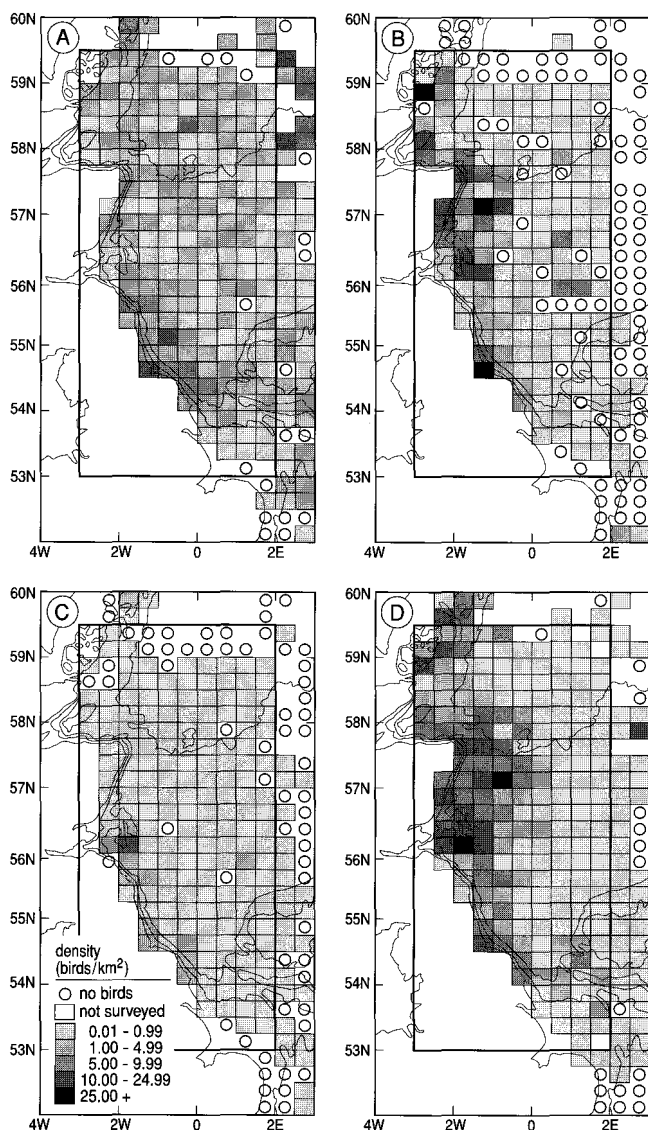 60N
A
59N
58N
57N
56N
55N
54N
53N
4W 2W 0 2E
60N
B
59N
58N
57N
56N
55N
54N
53N
4W 2W 0 2E
60N
C
59N
58N
57N
56N
55N
54N
53N
density
(birds/km²)
no birds
not surveyed
0.01 - 0.99
1.00 - 4.99
5.00 - 9.99
10.00 - 24.99
25.00 +
4W 2W 0 2E
60N
D
59N
58N
57N
56N
55N
54N
53N
4W 2W 0 2E